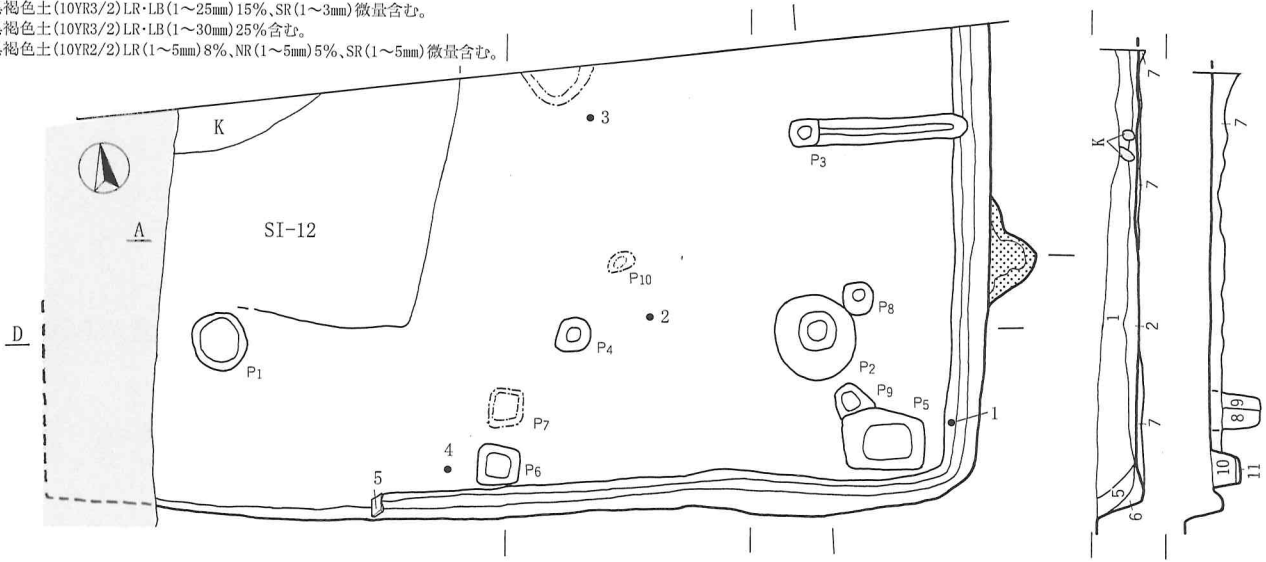 褐色土(10YR3/2)LR・LB(1～25mm)15%、SR(1～3mm)微量含む。
褐色土(10YR3/2)LR・LB(1～30mm)25%含む。
褐色土(10YR2/2)LR(1～5mm)8%、NR(1～5mm)5%、SR(1～5mm)微量含む。
K
3
P3
A
SI-12
P10
2
P8
D
P4
P1
P2
P9
P5
P7
1
4
P6
5
7
K
7
1
2
7
5
6
7
9
8
10
11